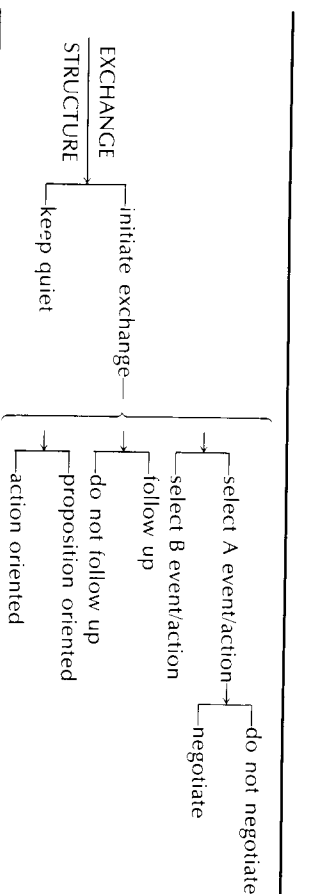 EXCHANGE
STRUCTURE
initiate exchange
keep quiet
select A event/action
select B event/action
follow up
do not follow up
proposition oriented
action oriented
do not negotiate
negotiate